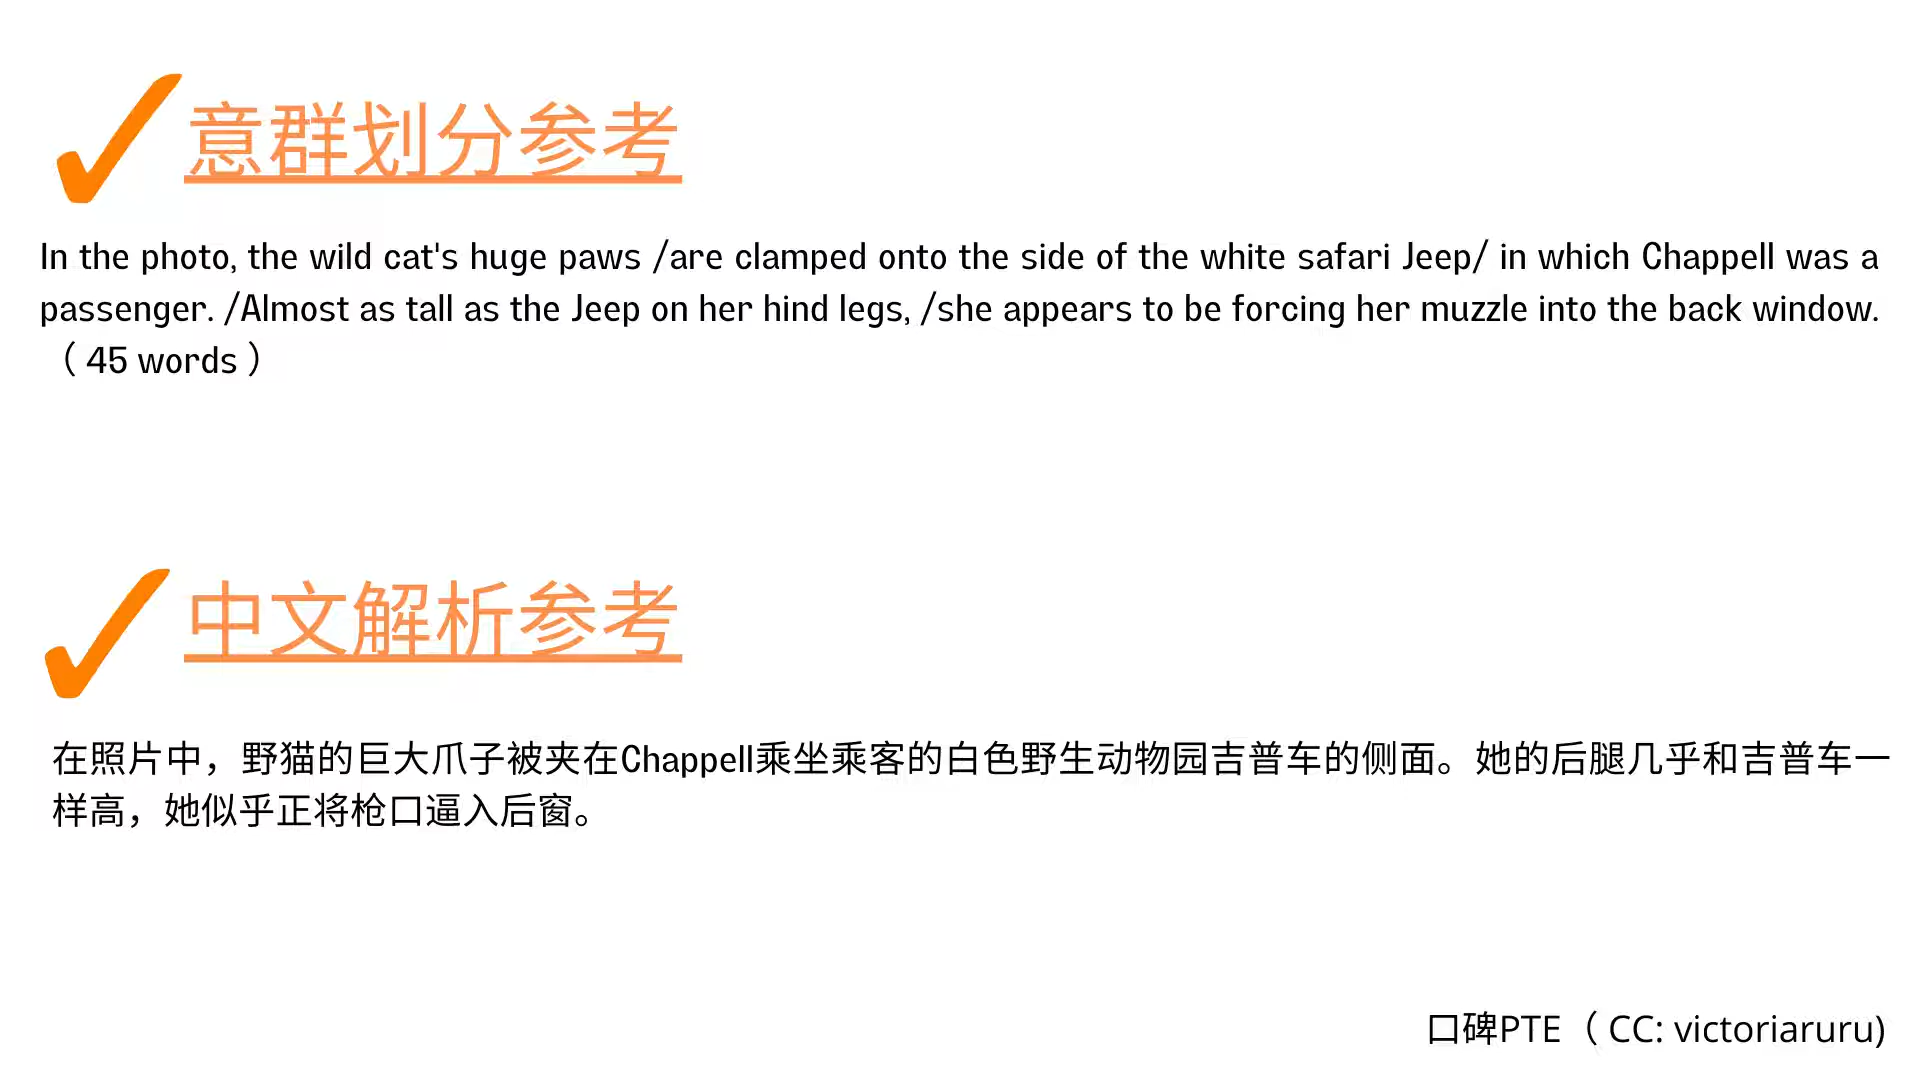 意群划分参考
In the photo, the wild cat's huge paws /are clamped onto the side of the white safari Jeep/ in which Chappell was a
passenger. /Almost as tall as the Jeep on her hind legs, /she appears to be forcing her muzzle into the back window.
（45 words）
中文解析参考
在照片中，野猫的巨大爪子被夹在Chappell乘坐乘客的白色野生动物园吉普车的侧面。她的后腿几乎和吉普车一
样高，她似乎正将枪口逼入后窗。
口碑PTE（CC: victoriaruru)